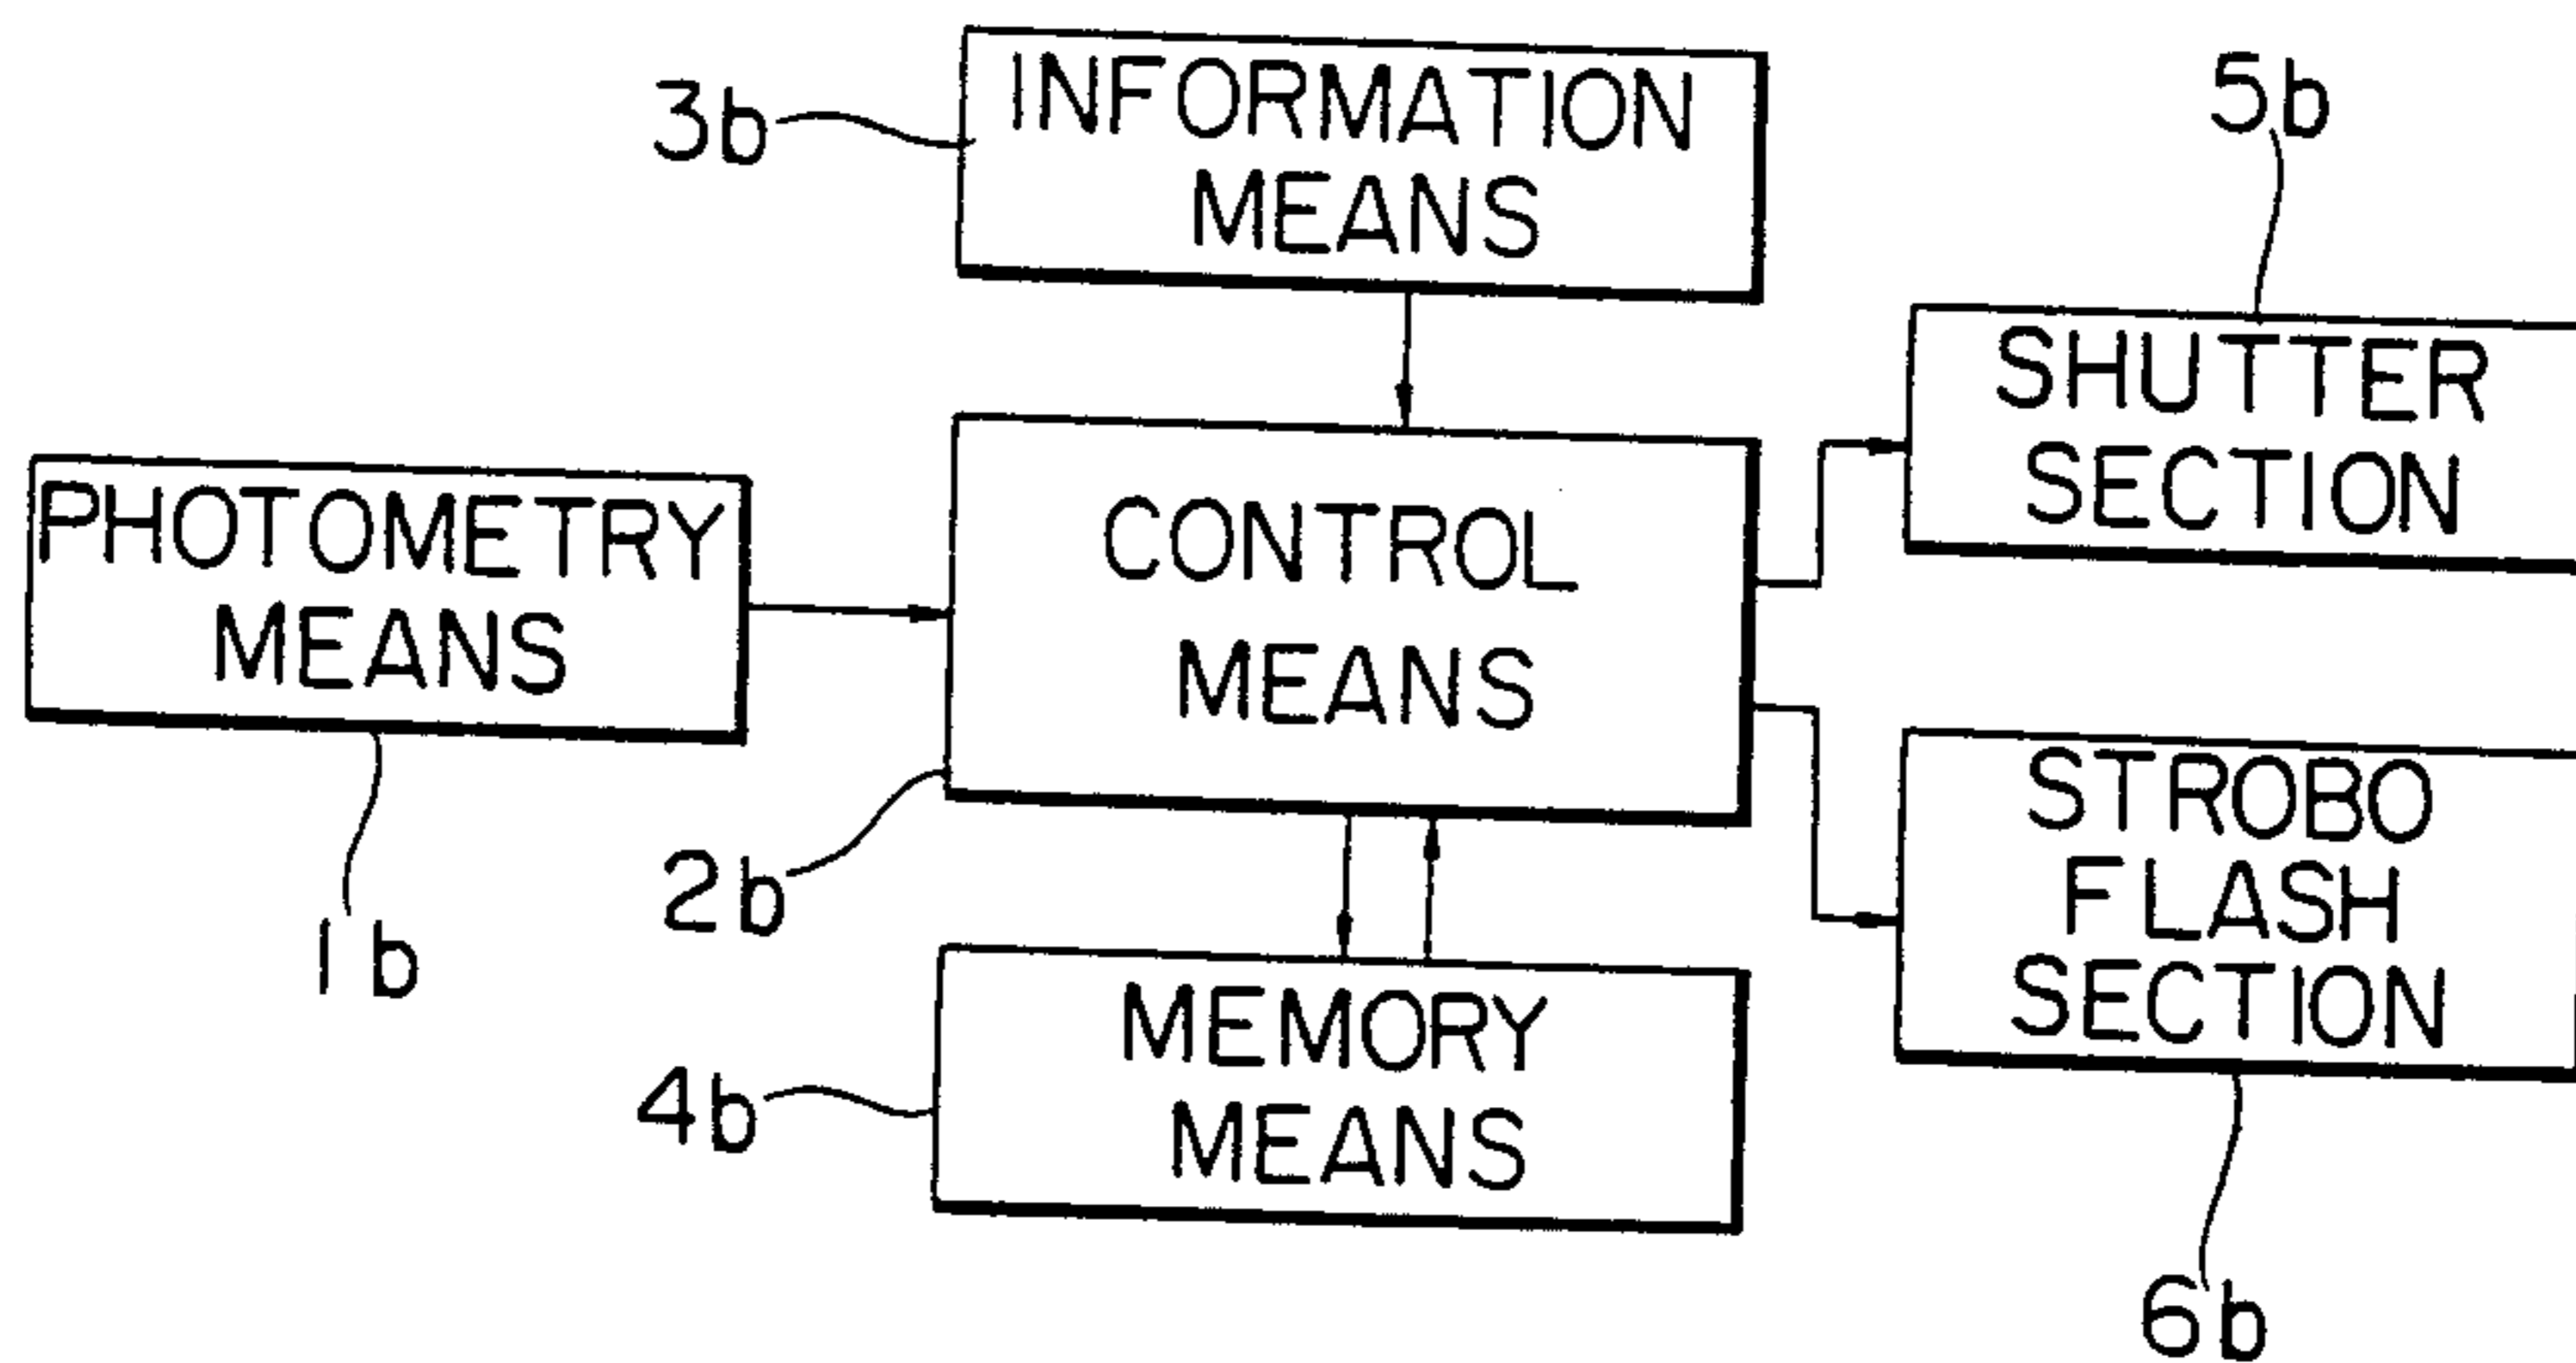 3b
INFORMATION
MEANS
5b
SHUTTER
SECTION
PHOTOMETRY
MEANS
1b
CONTROL
MEANS
2b
STROBO
FLASH
SECTION
6b
4b
MEMORY
MEANS